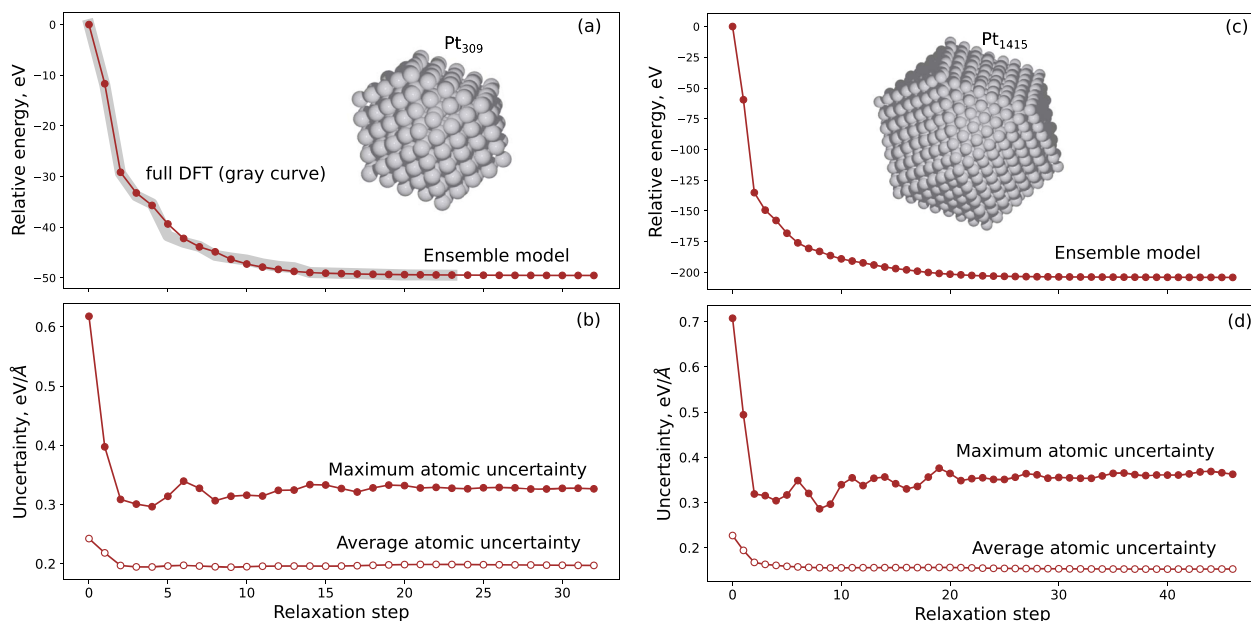 (a)
Pt309
full DFT (gray curve)
Ensemble model
Relative energy, eV
0
−10
−20
−30
−40
−50
(b)
Maximum atomic uncertainty
Average atomic uncertainty
Uncertainty, eV/Å
0.6
0.5
0.4
0.3
0.2
0 5 10 15 20 25 30
Relaxation step
(c)
Pt1415
Ensemble model
Relative energy, eV
0
−25
−50
−75
−100
−125
−150
−175
−200
(d)
Maximum atomic uncertainty
Average atomic uncertainty
Uncertainty, eV/Å
0.7
0.6
0.5
0.4
0.3
0.2
0 10 20 30 40
Relaxation step